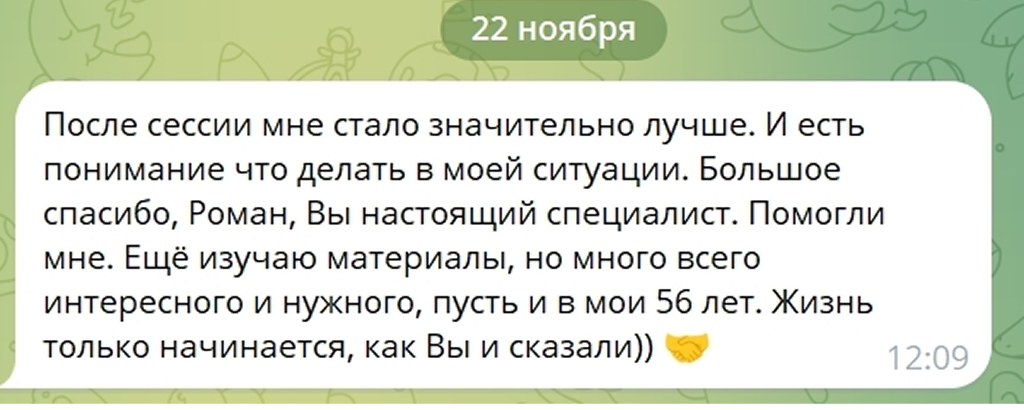 22 ноября
После сессии мне стало значительно лучше. И есть
понимание что делать в моей ситуации. Большое
спасибо, Роман, Вы настоящий специалист. Помогли
мне. Ещё изучаю материалы, но много всего
интересного и нужного, пусть и в мои 56 лет. Жизнь
только начинается, как Вы и сказали)) 🤝
12:09